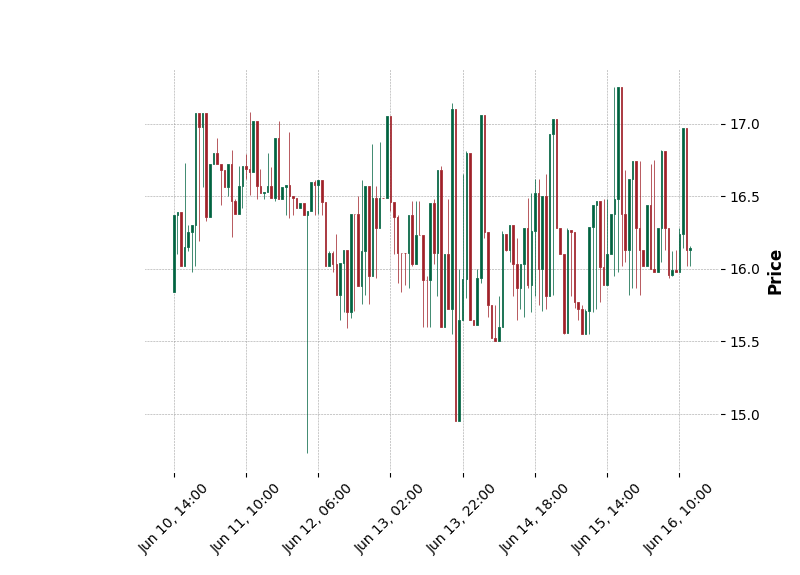 17.0
16.5
16.0
15.5
15.0
Price
Jun 10, 14:00
Jun 11, 10:00
Jun 12, 06:00
Jun 13, 02:00
Jun 13, 22:00
Jun 14, 18:00
Jun 15, 14:00
Jun 16, 10:00